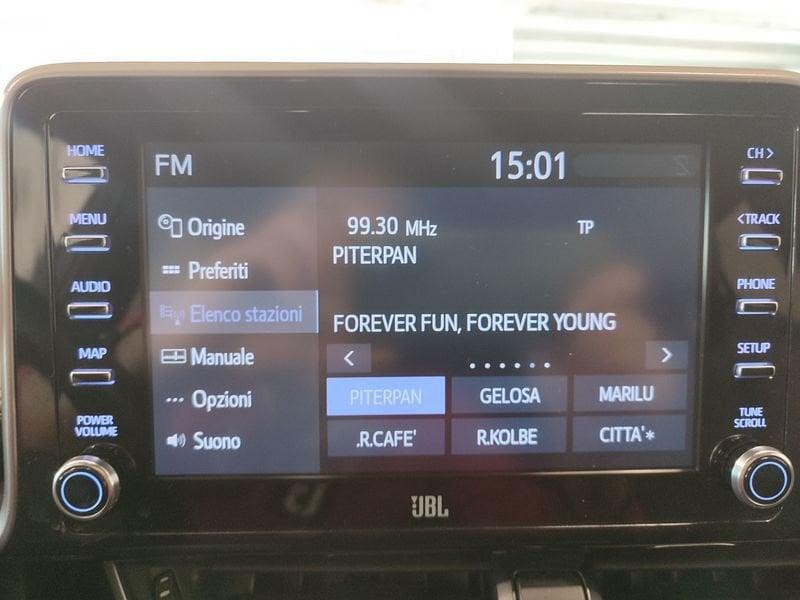 HOME
MENU
AUDIO
MAP
POWER
VOLUME
FM
15:01
Origine
Preferiti
Elenco stazioni
Manuale
Opzioni
Suono
99.30 MHz
TP
PITERPAN
FOREVER FUN, FOREVER YOUNG
< >
PITERPAN GELOSA MARILU
.R.CAFE' R.KOLBE CITTA'*
CH >
<TRACK
PHONE
SETUP
TUNE
SCROLL
JBL